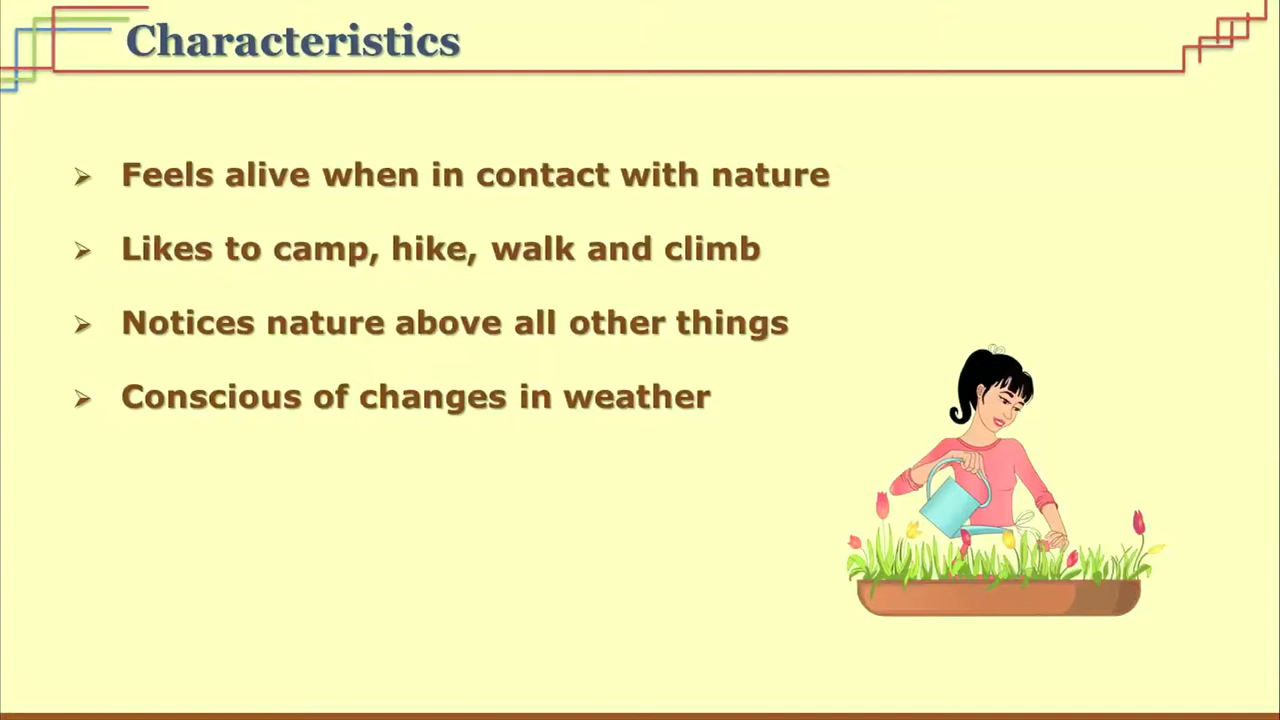 Characteristics
Feels alive when in contact with nature
Likes to camp, hike, walk and climb
Notices nature above all other things
Conscious of changes in weather